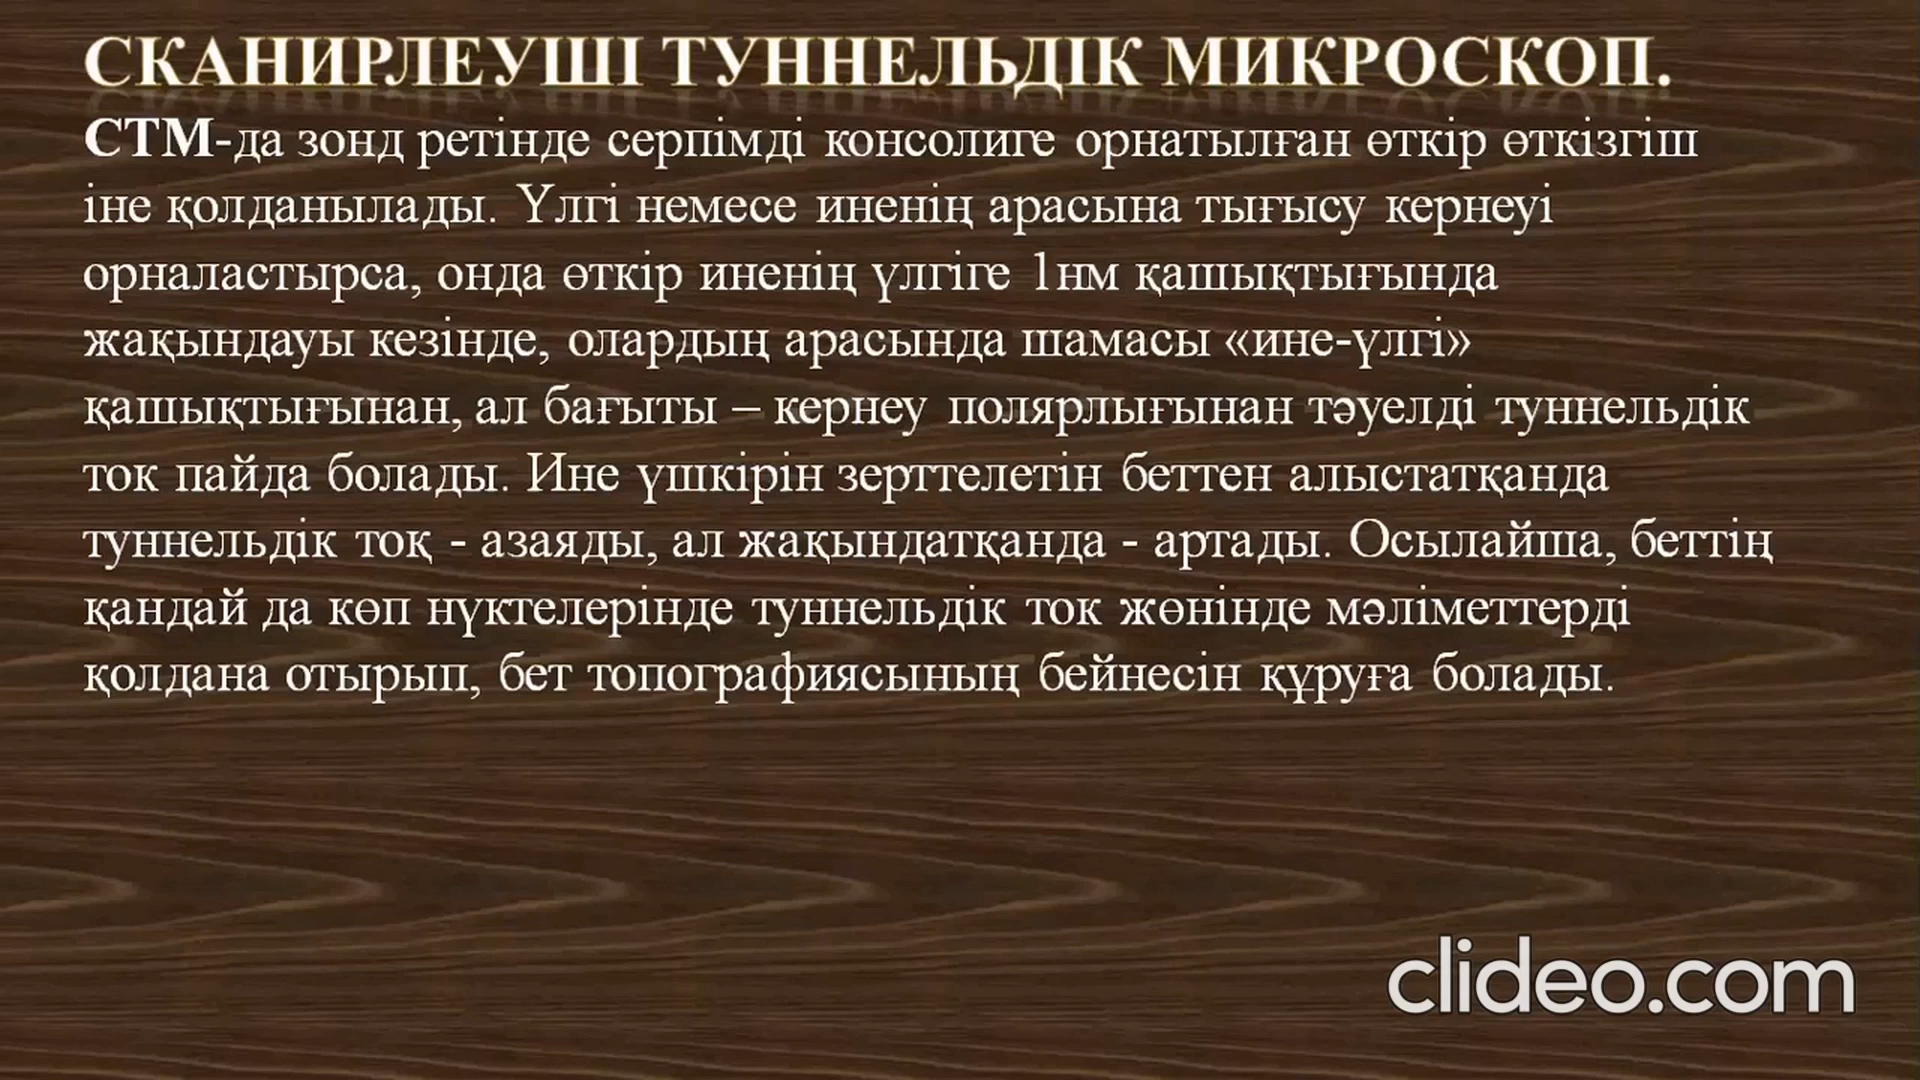 СКАНИРЛЕУШІ ТУННЕЛЬДІК МИКРОСКОП.
СТМ-да зонд ретінде серпімді консолиге орнатылған өткір өткізгіш
іне қолданылады. Үлгі немесе иненің арасына тығысу кернеуі
орналастырса, онда өткір иненің үлгіге 1нм қашықтығында
жақындауы кезінде, олардың арасында шамасы «ине-үлгі»
қашықтығынан, ал бағыты – кернеу полярлығынан тәуелді туннельдік
ток пайда болады. Ине үшкірін зерттелетін беттен алыстатқанда
туннельдік тоқ - азаяды, ал жақындатқанда - артады. Осылайша, беттің
қандай да көп нүктелерінде туннельдік ток жөнінде мәліметтерді
қолдана отырып, бет топографиясының бейнесін құруға болады.
clideo.com